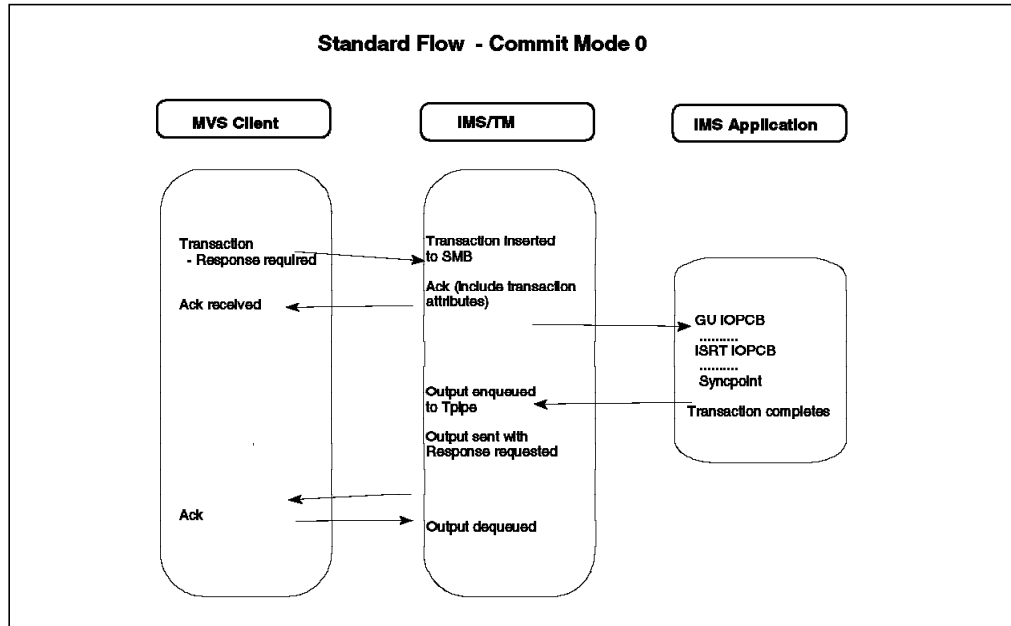 Standard Flow - Commit Mode 0
MVS Client
IMS/TM
IMS Application
Transaction
- Response required
Ack received
Ack
Transaction inserted
to SMB
Ack (include transaction
attributes)
Output enqueued
to Tpipe
Output sent with
Response requested
Output dequeued
GU IOPCB
..........
ISRT IOPCB
..........
Syncpoint
Transaction completes